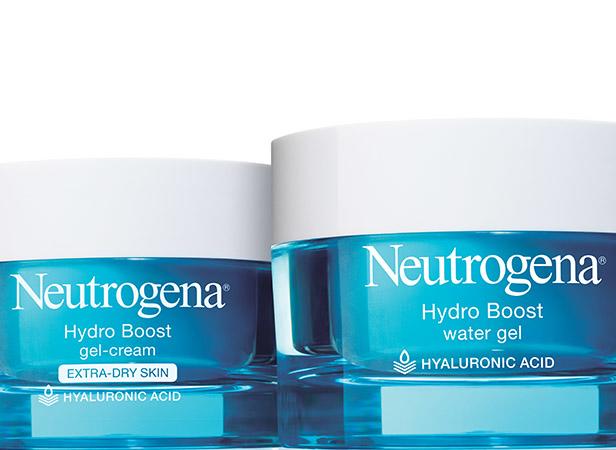 Neutrogena®
Hydro Boost
gel-cream
EXTRA-DRY SKIN
HYALURONIC ACID
Neutrogena®
Hydro Boost
water gel
HYALURONIC ACID